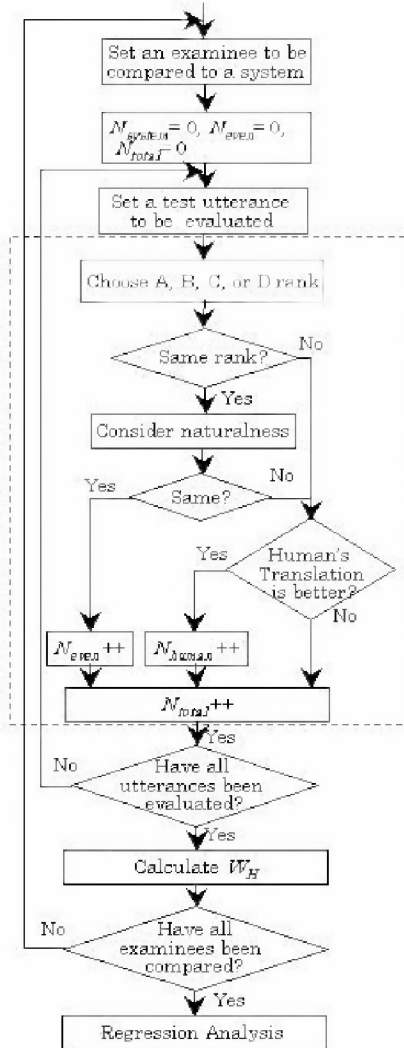 Set an examinee to be
compared to a system
N_system = 0, N_even = 0,
N_total = 0
Set a test utterance
to be evaluated
Choose A, B, C, or D rank
No
Same rank?
Yes
Consider naturalness
Yes
No
Same?
Yes
Human's
Translation
is better?
No
N_even ++
N_human ++
N_total ++
Yes
No
Have all
utterances been
evaluated?
Yes
Calculate W_H
No
Have all
examinees been
compared?
Yes
Regression Analysis